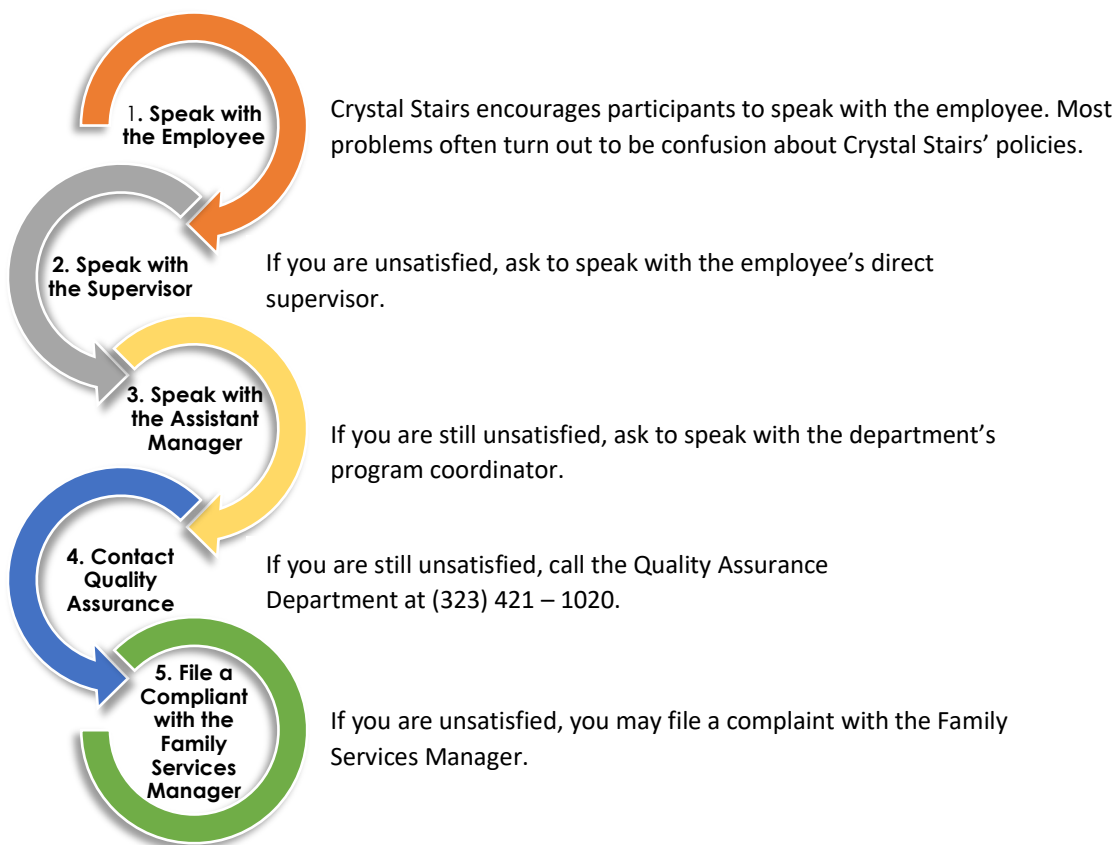 1. Speak with
the Employee
Crystal Stairs encourages participants to speak with the employee. Most
problems often turn out to be confusion about Crystal Stairs’ policies.
2. Speak with
the Supervisor
If you are unsatisfied, ask to speak with the employee’s direct
supervisor.
3. Speak with
the Assistant
Manager
If you are still unsatisfied, ask to speak with the department’s
program coordinator.
4. Contact
Quality
Assurance
If you are still unsatisfied, call the Quality Assurance
Department at (323) 421 – 1020.
5. File a
Compliant
with the
Family
Services
Manager
If you are unsatisfied, you may file a complaint with the Family
Services Manager.